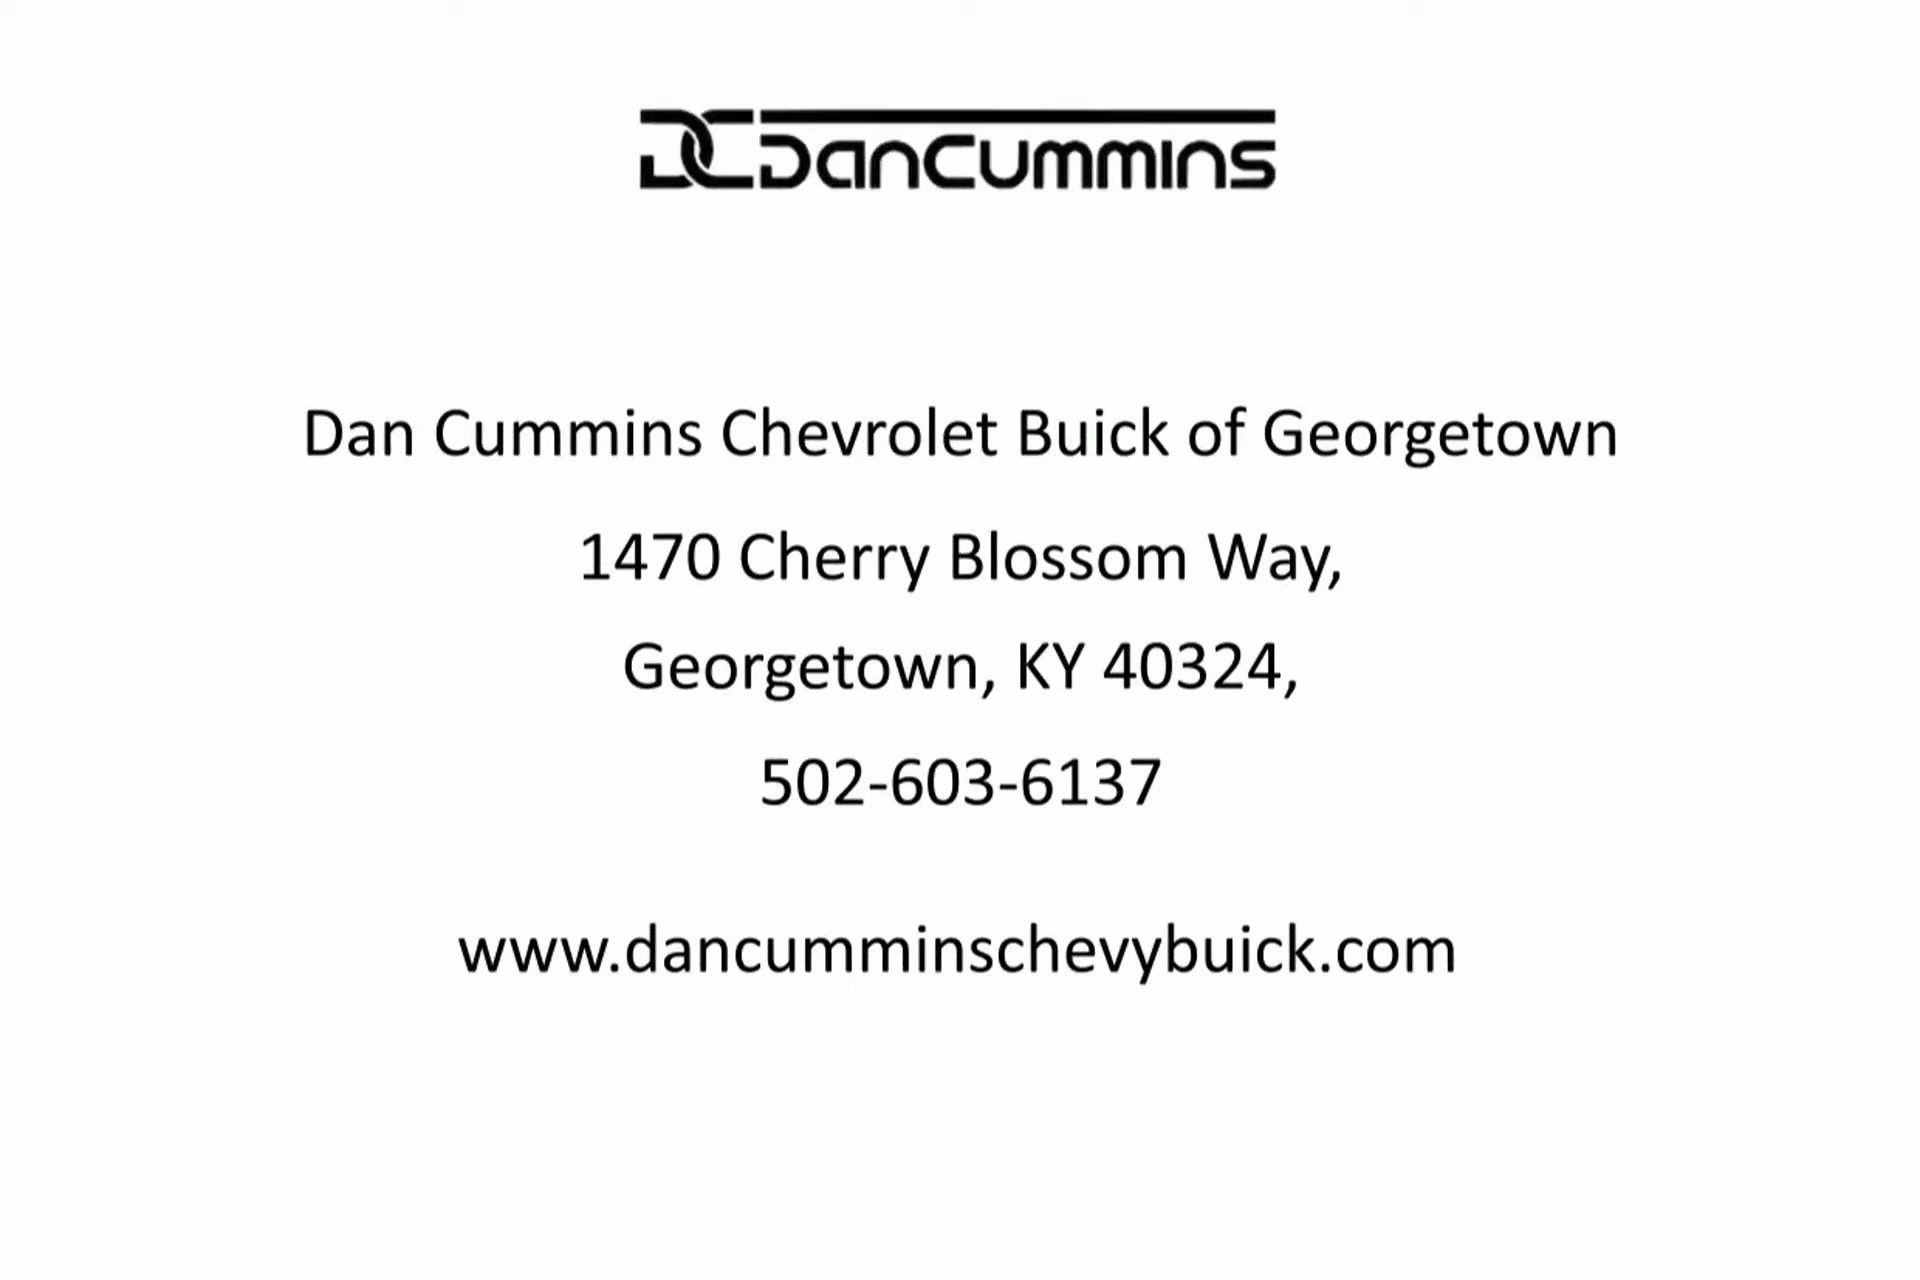 DC DanCummins
Dan Cummins Chevrolet Buick of Georgetown
1470 Cherry Blossom Way,
Georgetown, KY 40324,
502-603-6137
www.dancumminschevybuick.com